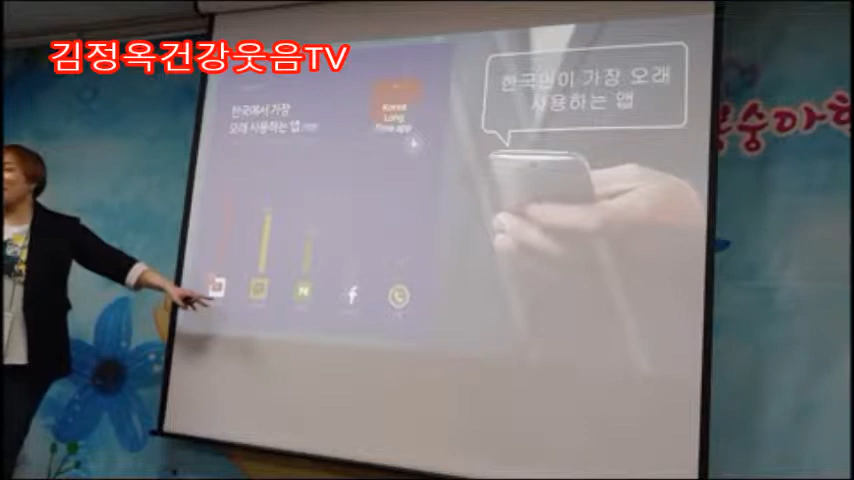 김정옥건강웃음TV
한국인이 가장 오래
사용하는 앱
한국에서 가장
오래 사용하는 앱
Korea
Long
Time app
N
f